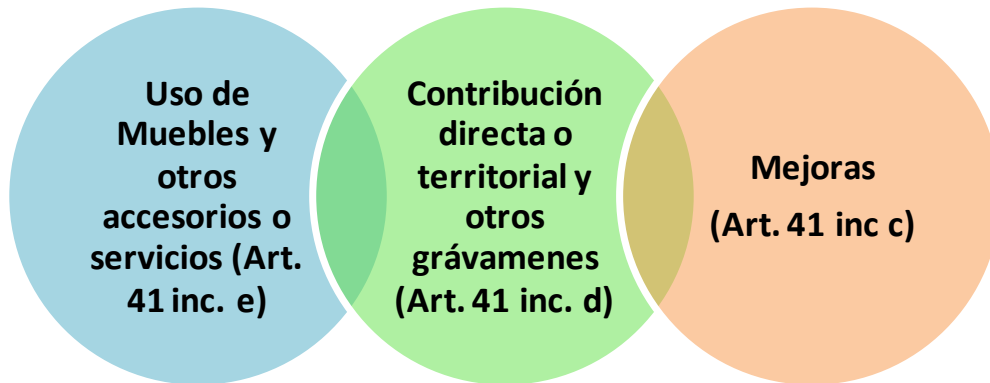 Uso de
Muebles y
otros
accesorios o
servicios (Art.
41 inc. e)
Contribución
directa o
territorial y
otros
grávamenes
(Art. 41 inc. d)
Mejoras
(Art. 41 inc c)